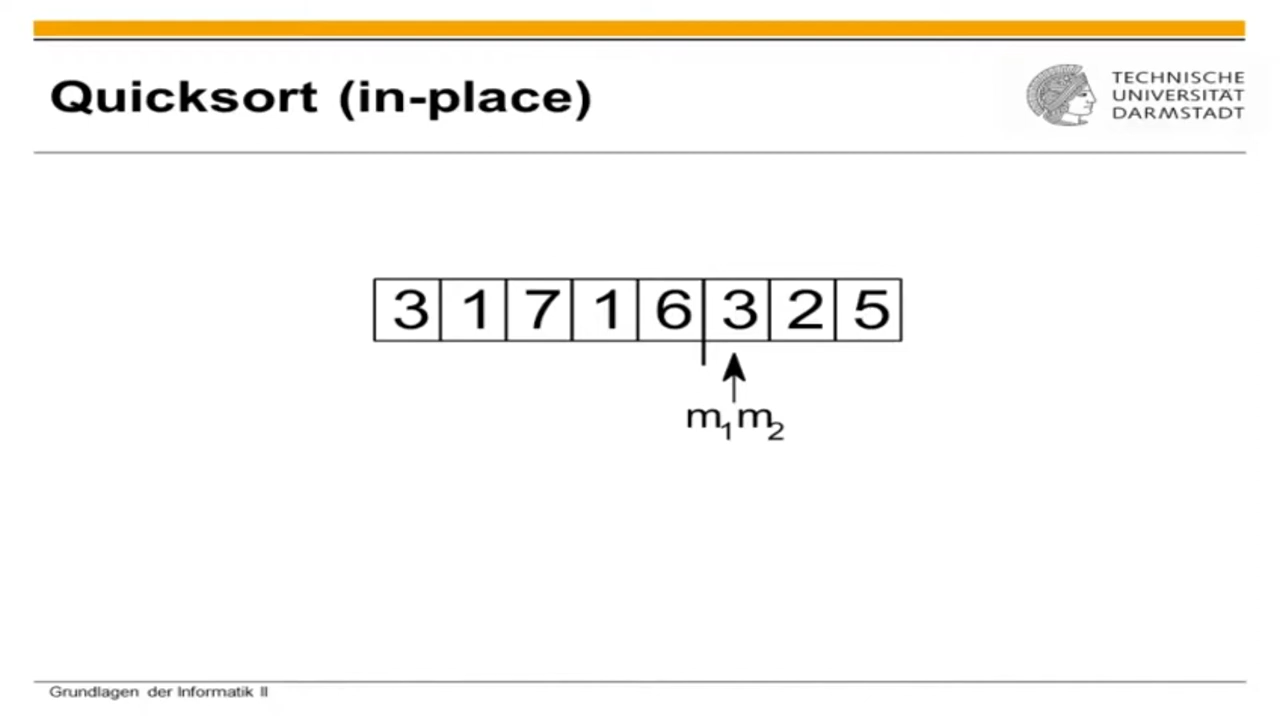 Quicksort (in-place)
TECHNISCHE
UNIVERSITÄT
DARMSTADT
3 1 7 1 6 3 2 5
m₁m₂
Grundlagen der Informatik II